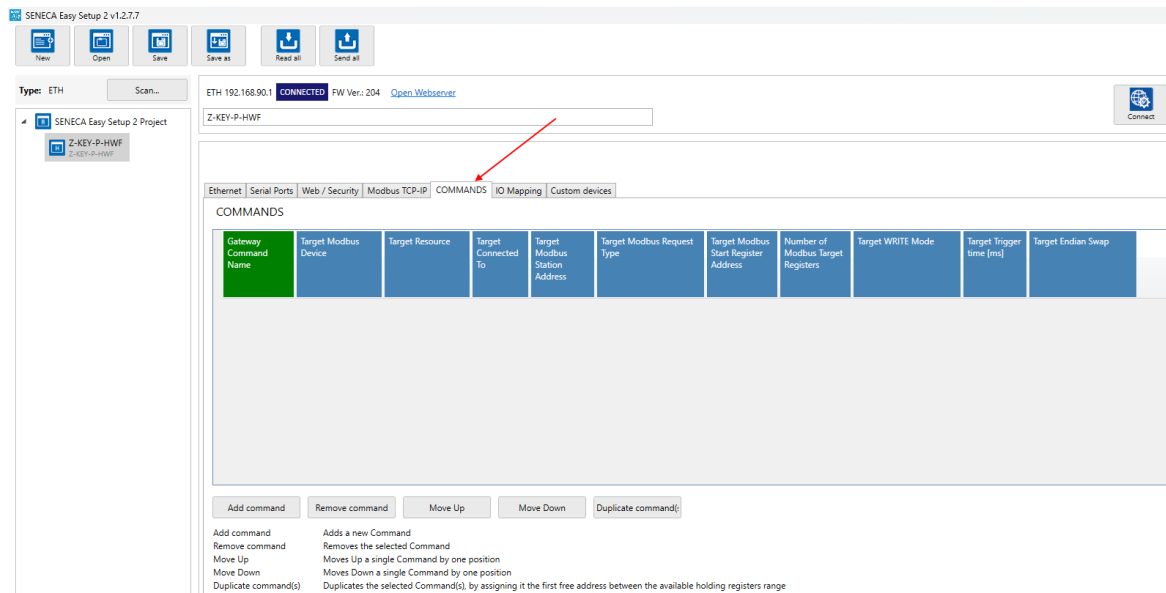 SENECA Easy Setup 2 v1.2.7.7
New Open Save Save as Read all Send all
Type: ETH Scan...
SENECA Easy Setup 2 Project
Z-KEY-P-HWF
Z-KEY-P-HWF
ETH 192.168.90.1 CONNECTED FW Ver.: 204 Open Webserver
Connect
Z-KEY-P-HWF
Ethernet Serial Ports Web / Security Modbus TCP-IP COMMANDS IO Mapping Custom devices
COMMANDS
Gateway Command Name
Target Modbus Device
Target Resource
Target Connected To
Target Modbus Station Address
Target Modbus Request Type
Target Modbus Start Register Address
Number of Modbus Target Registers
Target WRITE Mode
Target Trigger time [ms]
Target Endian Swap
Add command Remove command Move Up Move Down Duplicate command(
Add command Adds a new Command
Remove command Removes the selected Command
Move Up Moves Up a single Command by one position
Move Down Moves Down a single Command by one position
Duplicate command(s) Duplicates the selected Command(s), by assigning it the first free address between the available holding registers range